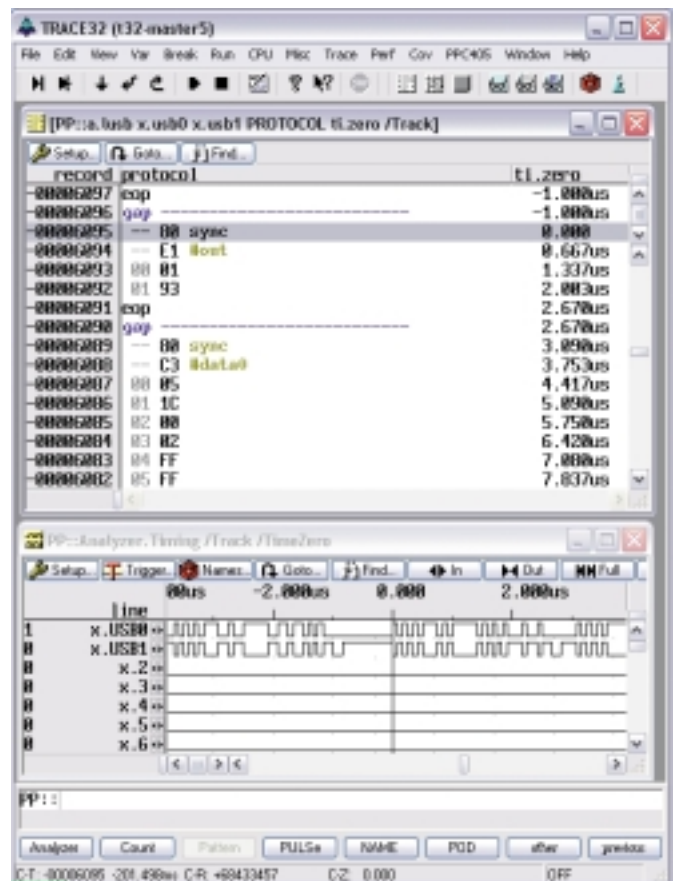 TRACE32 (t32-master5)
File Edit View Var Break Run CPU Misc Trace Perf Cov PPC405 Window Help
[PP::a.lusb x.usb0 x.usb1 PROTOCOL ti.zero /Track]
Setup... Goto... Find...
record protocol ti.zero
-00006097 eop -1.000us
-00006096 gap -------------------------- -1.000us
-00006095 -- 80 sync 0.000
-00006094 -- E1 #out 0.667us
-00006093 00 01 1.337us
-00006092 01 93 2.003us
-00006091 eop 2.670us
-00006090 gap -------------------------- 2.670us
-00006089 -- 80 sync 3.090us
-00006088 -- C3 #data0 3.753us
-00006087 00 05 4.417us
-00006086 01 1C 5.090us
-00006085 02 00 5.750us
-00006084 03 02 6.420us
-00006083 04 FF 7.080us
-00006082 05 FF 7.837us
PP::Analyzer.Timing /Track /TimeZero
Setup... Trigger... Names... Goto... Find... In Out Full
00us -2.000us 0.000 2.000us
line
1 x.USB0
0 x.USB1
0 x.2
0 x.3
0 x.4
0 x.5
0 x.6
PP::
Analyzer Count Pattern PULSe NAME POD other previous
C-T: -00006095 -201.498ms C-R: +68433457 C-Z: 0.000 OFF